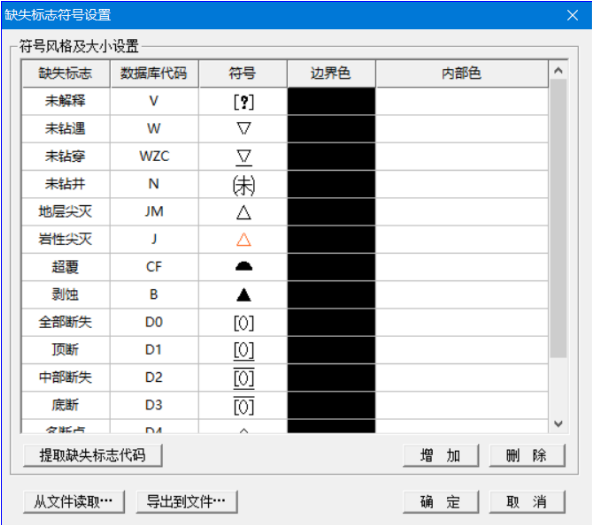 缺失标志符号设置
符号风格及大小设置
缺失标志 数据库代码 符号 边界色 内部色
未解释 V [?]
未钻遇 W ▽
未钻穿 WZC ▽
未钻井 N (未)
地层尖灭 JM △
岩性尖灭 J △
超覆 CF
剥蚀 B ▲
全部断失 D0 [0]
顶断 D1 [0]
中部断失 D2 [0]
底断 D3 [0]
多断点 D4
提取缺失标志代码 增 加 删 除
从文件读取… 导出到文件… 确 定 取 消